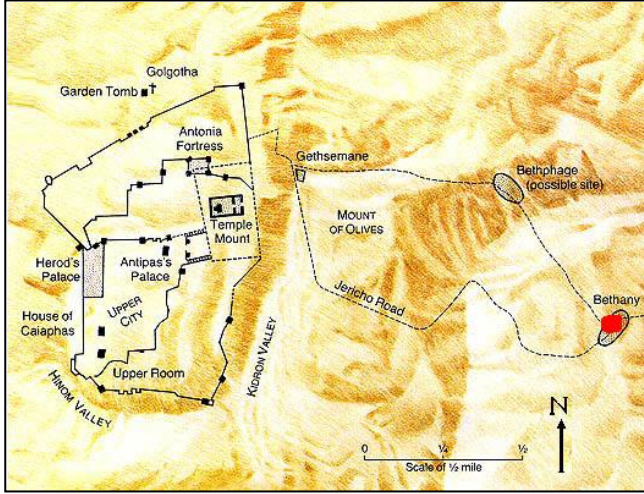 Golgotha
Garden Tomb
Antonia
Fortress
Gethsemane
Bethphage
(possible site)
Temple
Mount
MOUNT
OF OLIVES
Herod's
Palace
Antipas's
Palace
UPPER
CITY
House of
Caiaphas
Jericho Road
Bethany
Upper Room
KIDRON VALLEY
HINOM VALLEY
N
0 ¼ ½
Scale of ½ mile